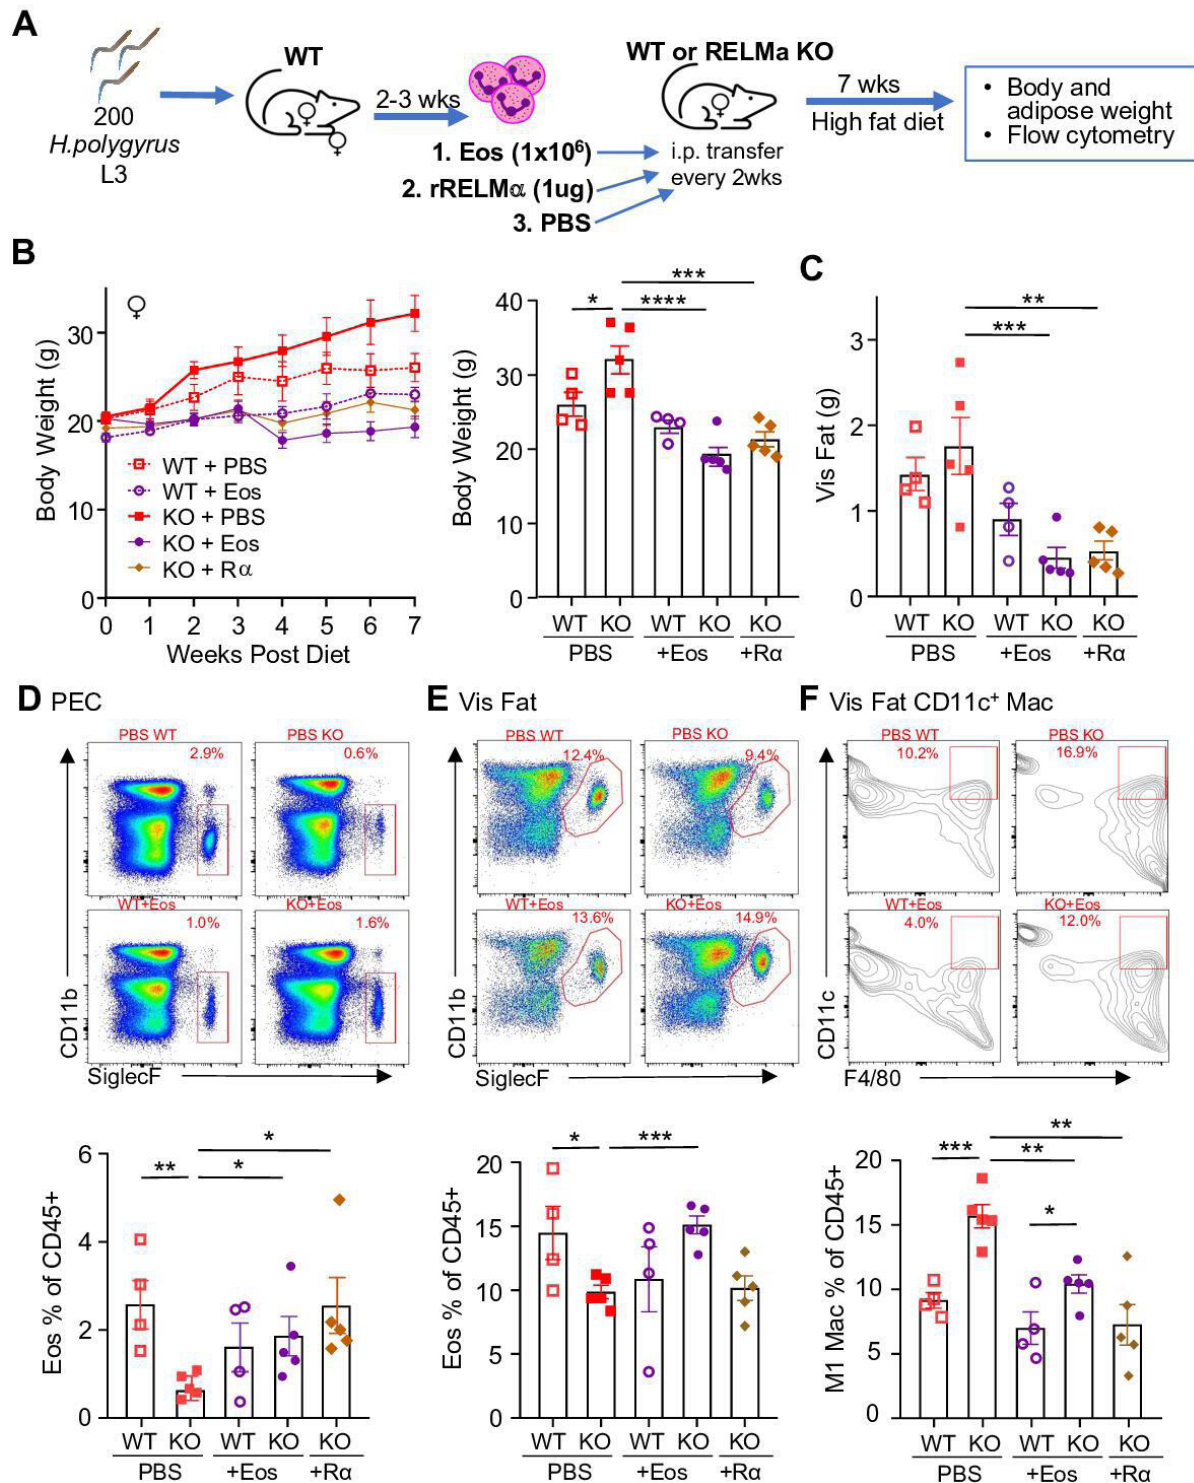 A
200
H.polygyrus
L3
WT
2-3 wks
1. Eos (1x10⁶)
2. rRELMα (1ug)
3. PBS
WT or RELMa KO
i.p. transfer
every 2wks
7 wks
High fat diet
• Body and
adipose weight
• Flow cytometry
B
♀
Body Weight (g)
30
20
10
0
WT + PBS
WT + Eos
KO + PBS
KO + Eos
KO + Rα
0 1 2 3 4 5 6 7
Weeks Post Diet
Body Weight (g)
40
30
20
10
0
* **** ***
WT KO WT KO KO
PBS +Eos +Rα
C
Vis Fat (g)
3
2
1
0
** ***
WT KO WT KO KO
PBS +Eos +Rα
D PEC
PBS WT
2.9%
PBS KO
0.6%
WT+Eos
1.0%
KO+Eos
1.6%
CD11b
SiglecF
Eos % of CD45+
6
4
2
0
** * *
WT KO WT KO KO
PBS +Eos +Rα
E Vis Fat
PBS WT
12.4%
PBS KO
9.4%
WT+Eos
13.6%
KO+Eos
14.9%
CD11b
SiglecF
Eos % of CD45+
20
15
10
5
0
* ***
WT KO WT KO KO
PBS +Eos +Rα
F Vis Fat CD11c⁺ Mac
PBS WT
10.2%
PBS KO
16.9%
WT+Eos
4.0%
KO+Eos
12.0%
CD11c
F4/80
M1 Mac % of CD45+
20
15
10
5
0
*** ** ** *
WT KO WT KO KO
PBS +Eos +Rα